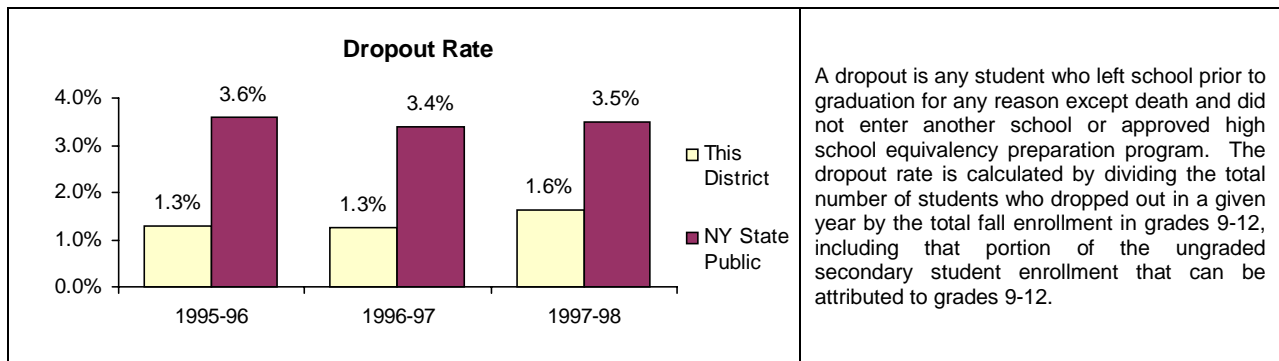 Dropout Rate
4.0%
3.0%
2.0%
1.0%
0.0%
3.6%
3.4%
3.5%
1.3%
1.3%
1.6%
1995-96
1996-97
1997-98
This
District
NY State
Public
A dropout is any student who left school prior to
graduation for any reason except death and did
not enter another school or approved high
school equivalency preparation program. The
dropout rate is calculated by dividing the total
number of students who dropped out in a given
year by the total fall enrollment in grades 9-12,
including that portion of the ungraded
secondary student enrollment that can be
attributed to grades 9-12.